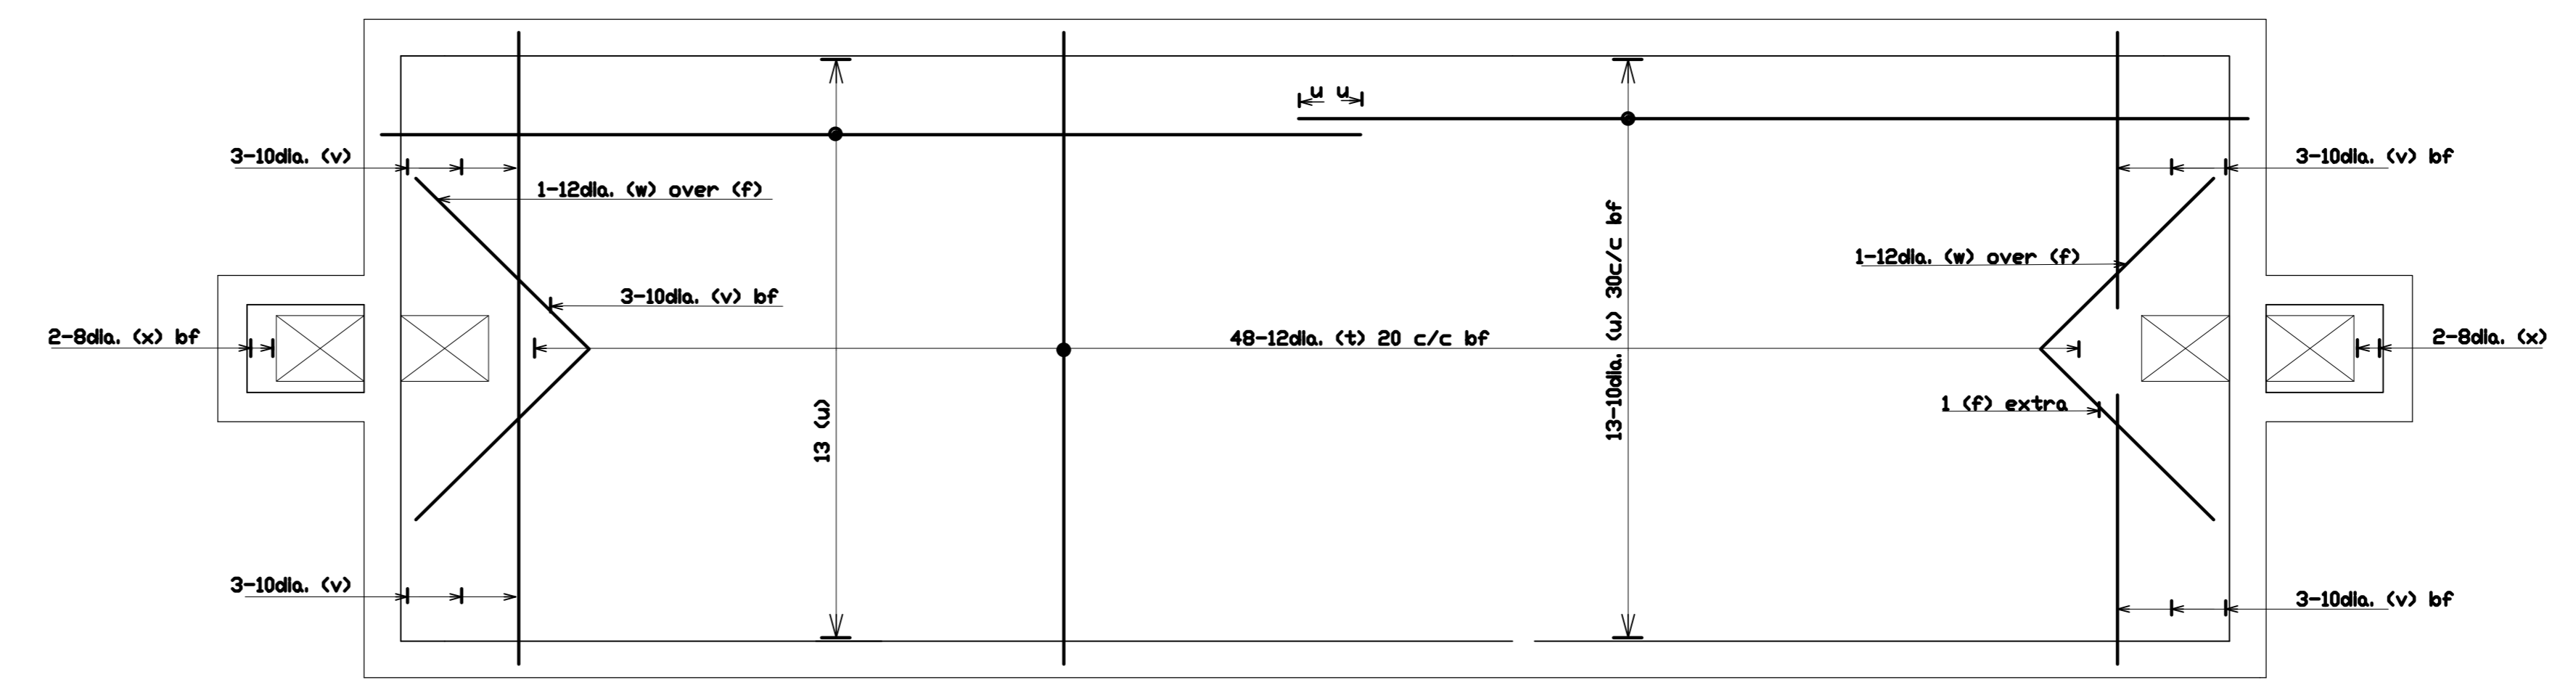 u u
3-10dia. (v)
3-10dia. (v) bf
1-12dia. (w) over (f)
1-12dia. (w) over (f)
3-10dia. (v) bf
2-8dia. (x) bf
48-12dia. (t) 20 c/c bf
2-8dia. (x)
13 (u)
13-10dia. (u) 30c/c bf
1 (f) extra
3-10dia. (v)
3-10dia. (v) bf